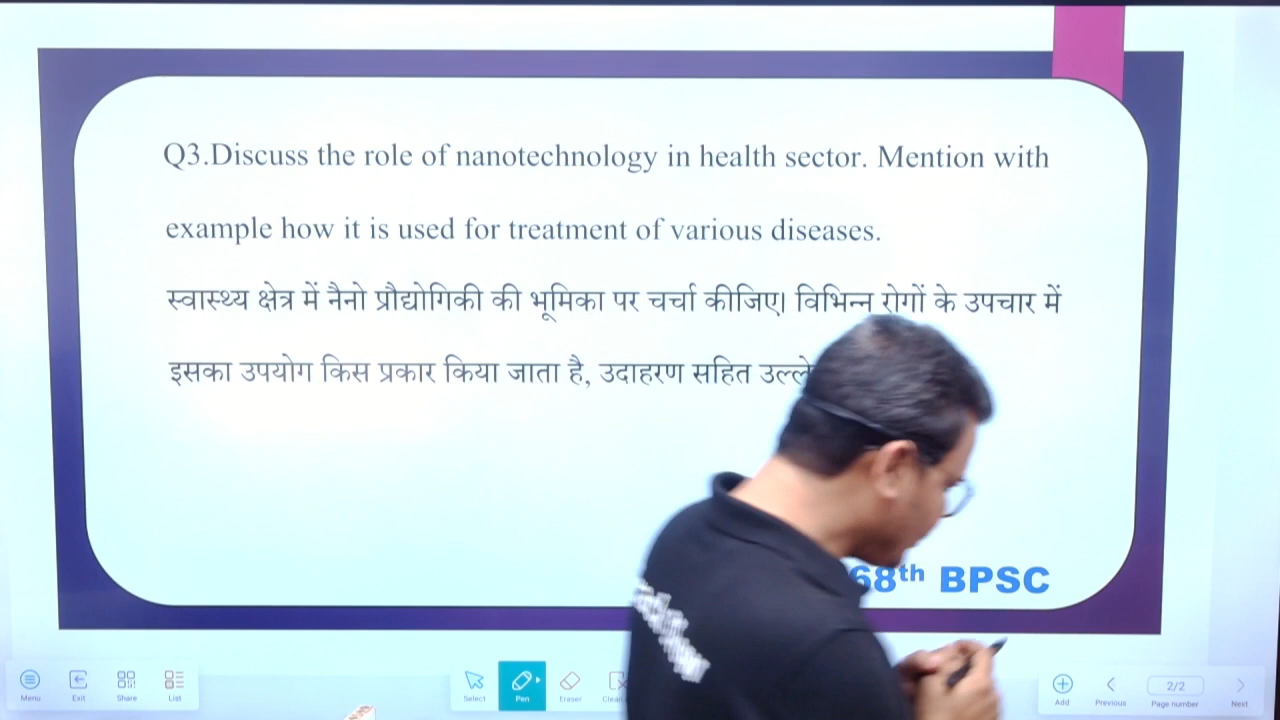 Q3.Discuss the role of nanotechnology in health sector. Mention with
example how it is used for treatment of various diseases.
स्वास्थ्य क्षेत्र में नैनो प्रौद्योगिकी की भूमिका पर चर्चा कीजिए। विभिन्न रोगों के उपचार में
इसका उपयोग किस प्रकार किया जाता है, उदाहरण सहित
68th BPSC
Menu Exit Share List Select Pen Eraser Add Previous 2/2 Page number Next